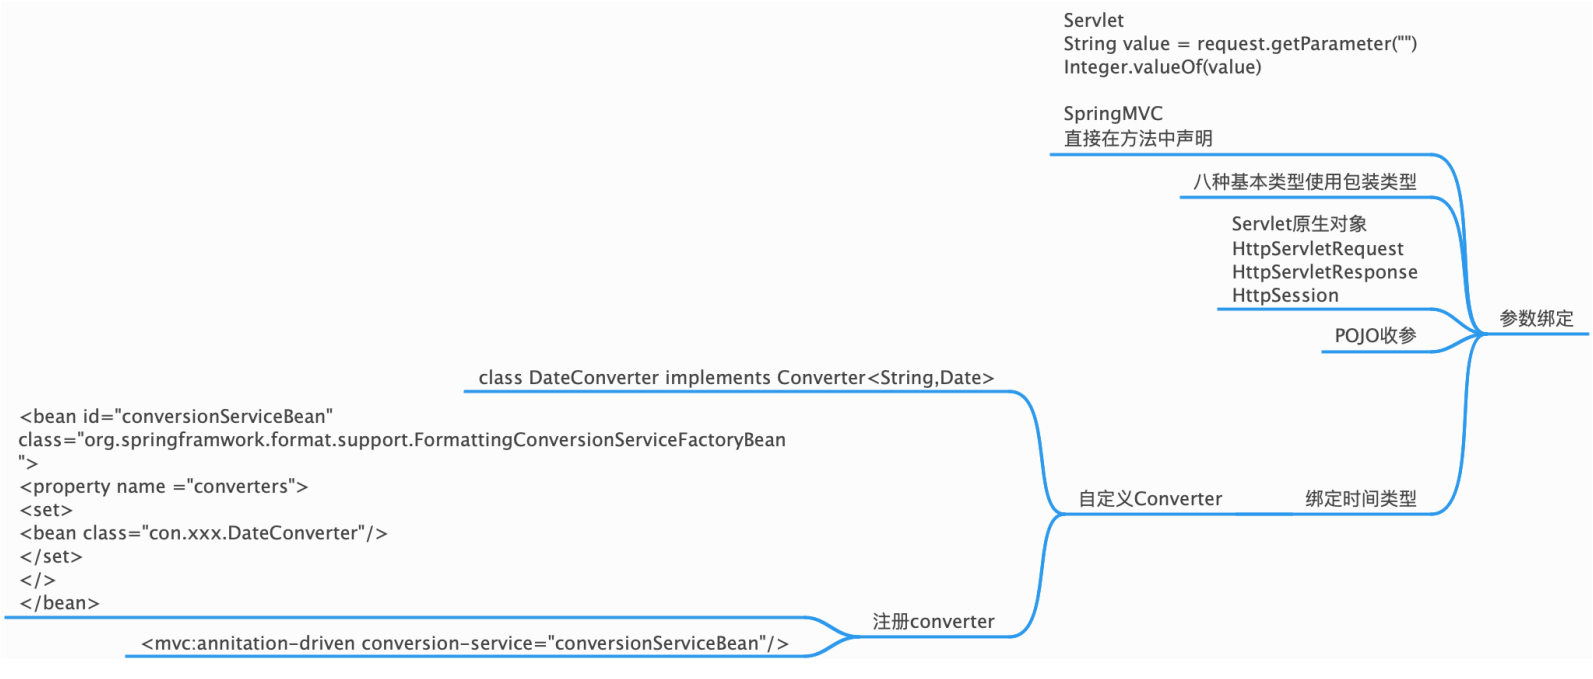 Servlet
String value = request.getParameter("")
Integer.valueOf(value)
SpringMVC
直接在方法中声明
八种基本类型使用包装类型
Servlet原生对象
HttpServletRequest
HttpServletResponse
HttpSession
参数绑定
POJO收参
class DateConverter implements Converter<String,Date>
<bean id="conversionServiceBean"
class="org.springframwork.format.support.FormattingConversionServiceFactoryBean
">
<property name ="converters">
<set>
<bean class="con.xxx.DateConverter"/>
</set>
</>
</bean>
自定义Converter
绑定时间类型
注册converter
<mvc:annitation-driven conversion-service="conversionServiceBean"/>